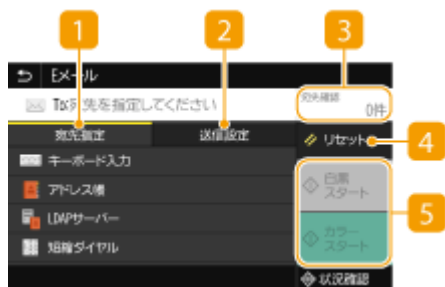 1
2
3
Eメール
To:宛先を指定してください
宛先確認
0件
宛先指定
送信設定
リセット
4
キーボード入力
アドレス帳
白黒
スタート
LDAPサーバー
5
短縮ダイヤル
カラー
スタート
状況確認